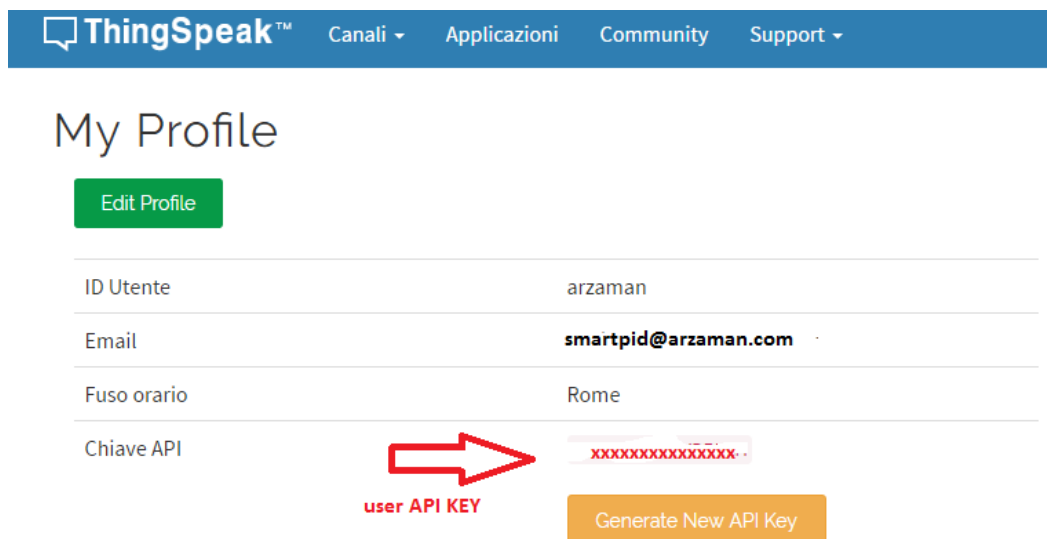 ThingSpeak™ Canali Applicazioni Community Support
My Profile
Edit Profile
ID Utente arzaman
Email smartpid@arzaman.com
Fuso orario Rome
Chiave API xxxxxxxxxxxxxxx
user API KEY
Generate New API Key